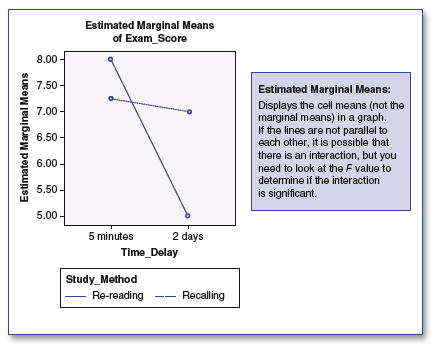 Estimated Marginal Means
of Exam_Score
Estimated Marginal Means
8.00
7.50
7.00
6.50
6.00
5.50
5.00
5 minutes 2 days
Time_Delay
Study_Method
Re-reading Recalling
Estimated Marginal Means:
Displays the cell means (not the
marginal means) in a graph.
If the lines are not parallel to
each other, it is possible that
there is an interaction, but you
need to look at the F value to
determine if the interaction
is significant.